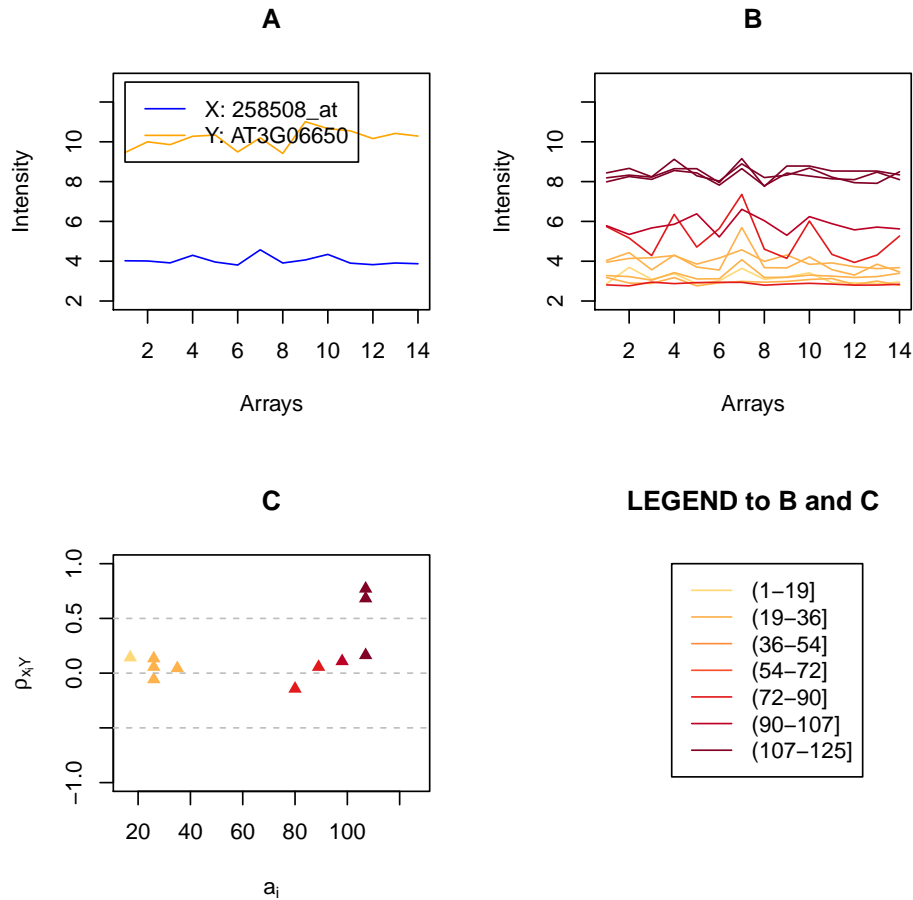 A
X: 258508_at
Y: AT3G06650
Intensity
2 4 6 8 10
2 4 6 8 10 12 14
Arrays
B
Intensity
2 4 6 8 10
2 4 6 8 10 12 14
Arrays
C
ρXiY
−1.0 0.0 0.5 1.0
20 40 60 80 100
ai
LEGEND to B and C
(1−19]
(19−36]
(36−54]
(54−72]
(72−90]
(90−107]
(107−125]